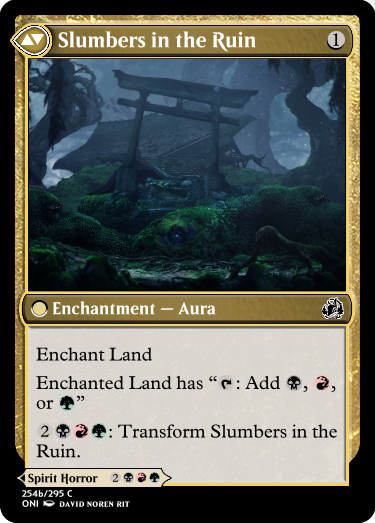 Slumbers in the Ruin 1
Enchantment — Aura
Enchant Land
Enchanted Land has “: Add , ,
or ”
2: Transform Slumbers in the
Ruin.
Spirit Horror 2
254b/295 C
ONI DAVID NOREN RIT